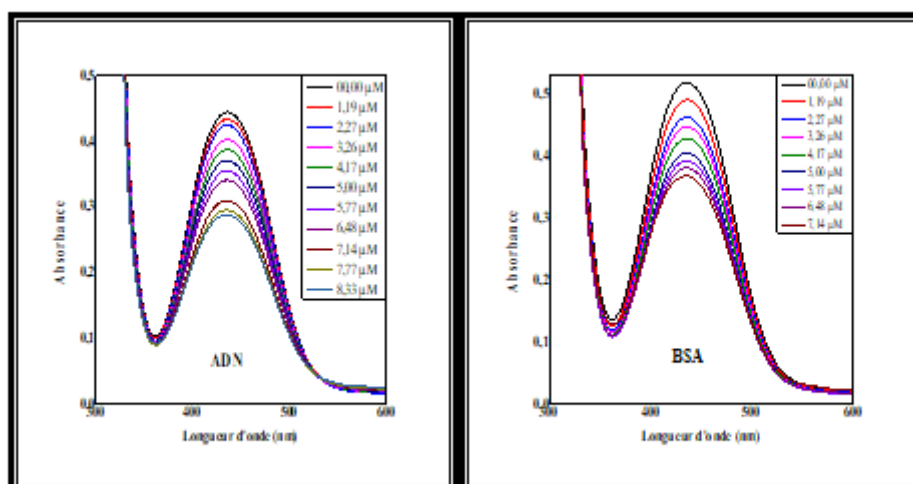 0,5
0,4
0,3
0,2
0,1
0,0
300
400
500
600
Absorbance
Longueur d'onde (nm)
ADN
00,00 µM
1,19 µM
2,27 µM
3,26 µM
4,17 µM
5,00 µM
5,77 µM
6,48 µM
7,14 µM
7,77 µM
8,33 µM
0,5
0,4
0,3
0,2
0,1
0,0
300
400
500
600
Absorbance
Longueur d'onde (nm)
BSA
00,00 µM
1,19 µM
2,27 µM
3,26 µM
4,17 µM
5,00 µM
5,77 µM
6,48 µM
7,14 µM